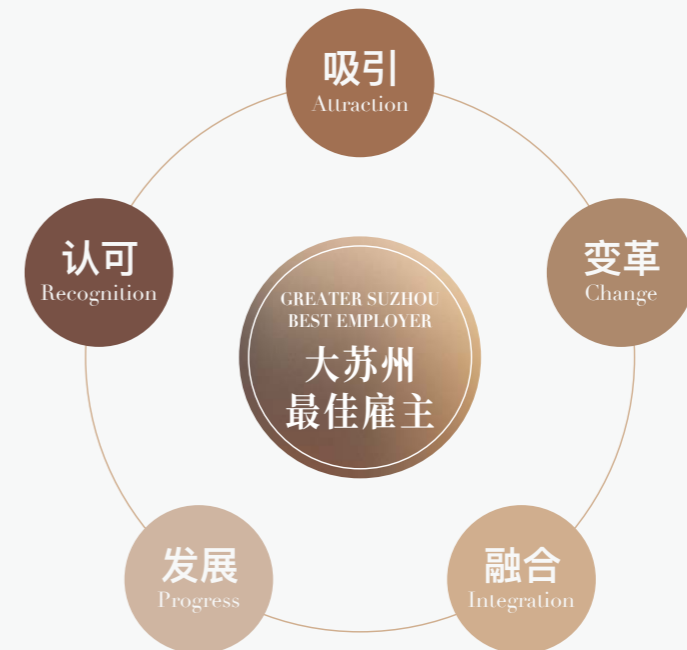 吸引
Attraction
认可
Recognition
变革
Change
GREATER SUZHOU
BEST EMPLOYER
大苏州
最佳雇主
发展
Progress
融合
Integration